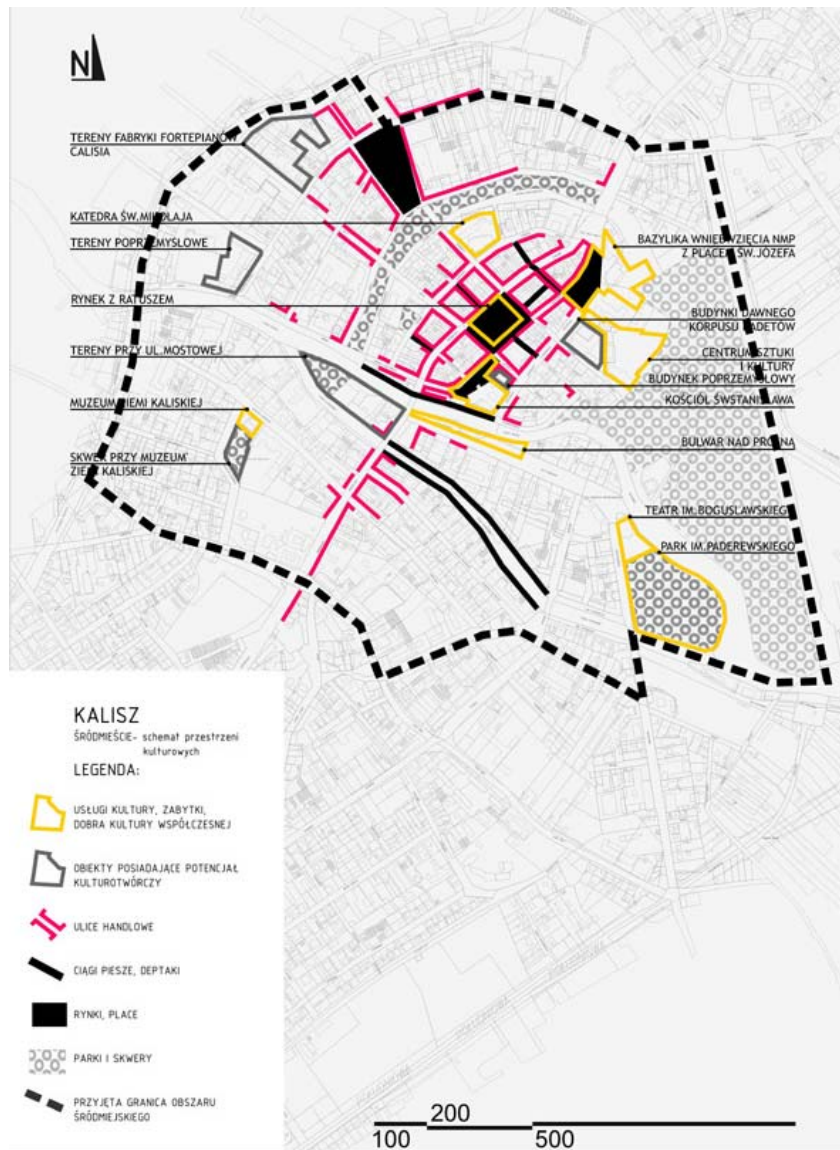 N
TERENY FABRYKI FORTEPIANÓW
CALISIA
KATEDRA ŚW.MIKOŁAJA
TERENY POPRZEMYSŁOWE
RYNEK Z RATUSZEM
TERENY PRZY UL.MOSTOWEJ
MUZEUM ZIEMI KALISKIEJ
SKWER PRZY MUZEUM
ZIEMI KALISKIEJ
BAZYLIKA WNIEBWZIĘCIA NMP
Z PLACEM ŚW.JÓZEFA
BUDYNKI DAWNEGO
KORPUSU KADETÓW
CENTRUM SZTUKI
I KULTURY
BUDYNEK POPRZEMYSŁOWY
KOŚCIÓŁ ŚWSTANISŁAWA
BULWAR NAD PROSNĄ
TEATR IM.BOGUSŁAWSKIEGO
PARK IM.PADEREWSKIEGO
KALISZ
ŚRÓDMIEŚCIE- schemat przestrzeni
kulturowych
LEGENDA:
USŁUGI KULTURY, ZABYTKI,
DOBRA KULTURY WSPÓŁCZESNEJ
OBIEKTY POSIADAJĄCE POTENCJAŁ
KULTUROTWÓRCZY
ULICE HANDLOWE
CIĄGI PIESZE, DEPTAKI
RYNKI, PLACE
PARKI I SKWERY
PRZYJĘTA GRANICA OBSZARU
ŚRÓDMIEJSKIEGO
200
100 500